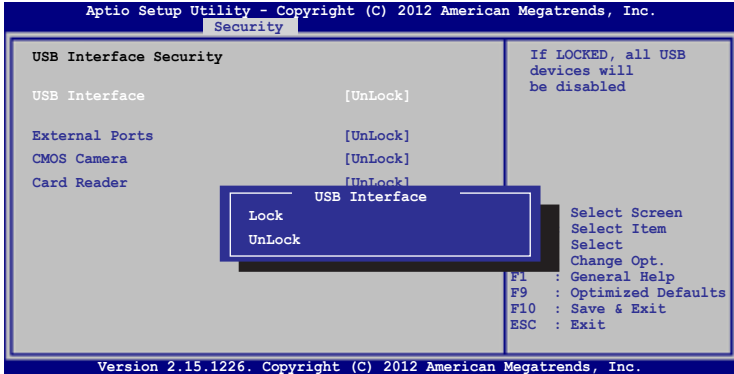 Aptio Setup Utility - Copyright (C) 2012 American Megatrends, Inc.
Security
USB Interface Security
USB Interface [UnLock]
External Ports [UnLock]
CMOS Camera [UnLock]
Card Reader [UnLock]
USB Interface
Lock
UnLock
If LOCKED, all USB
devices will
be disabled
Select Screen
Select Item
Select
Change Opt.
F1 : General Help
F9 : Optimized Defaults
F10 : Save & Exit
ESC : Exit
Version 2.15.1226. Copyright (C) 2012 American Megatrends, Inc.